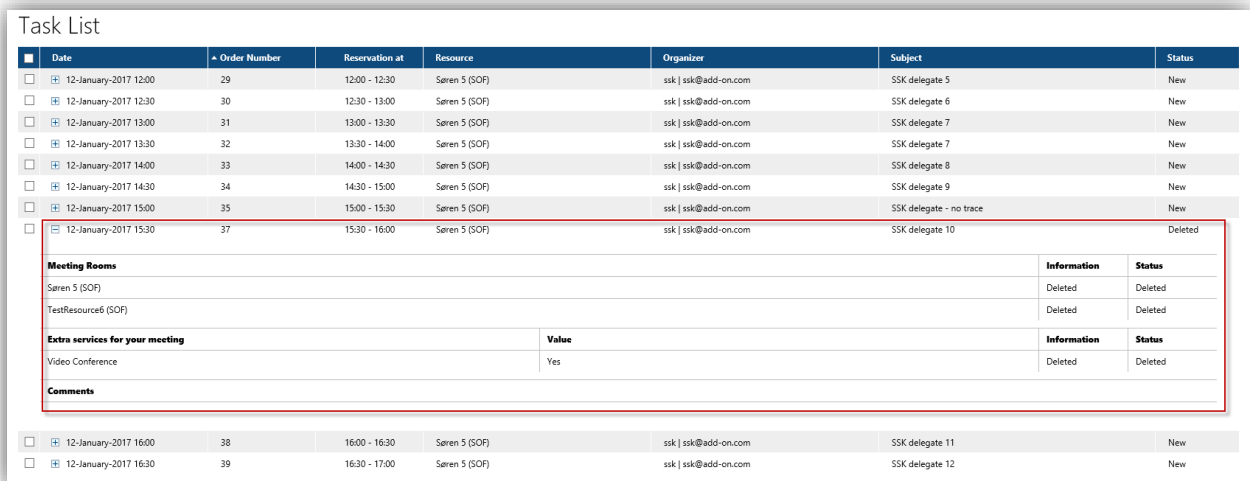 Task List
Date Order Number Reservation at Resource Organizer Subject Status
12-January-2017 12:00 29 12:00 - 12:30 Søren 5 (SOF) ssk | ssk@add-on.com SSK delegate 5 New
12-January-2017 12:30 30 12:30 - 13:00 Søren 5 (SOF) ssk | ssk@add-on.com SSK delegate 6 New
12-January-2017 13:00 31 13:00 - 13:30 Søren 5 (SOF) ssk | ssk@add-on.com SSK delegate 7 New
12-January-2017 13:30 32 13:30 - 14:00 Søren 5 (SOF) ssk | ssk@add-on.com SSK delegate 7 New
12-January-2017 14:00 33 14:00 - 14:30 Søren 5 (SOF) ssk | ssk@add-on.com SSK delegate 8 New
12-January-2017 14:30 34 14:30 - 15:00 Søren 5 (SOF) ssk | ssk@add-on.com SSK delegate 9 New
12-January-2017 15:00 35 15:00 - 15:30 Søren 5 (SOF) ssk | ssk@add-on.com SSK delegate - no trace New
12-January-2017 15:30 37 15:30 - 16:00 Søren 5 (SOF) ssk | ssk@add-on.com SSK delegate 10 Deleted
Meeting Rooms Information Status
Søren 5 (SOF) Deleted Deleted
TestResource6 (SOF) Deleted Deleted
Extra services for your meeting Value Information Status
Video Conference Yes Deleted Deleted
Comments
12-January-2017 16:00 38 16:00 - 16:30 Søren 5 (SOF) ssk | ssk@add-on.com SSK delegate 11 New
12-January-2017 16:30 39 16:30 - 17:00 Søren 5 (SOF) ssk | ssk@add-on.com SSK delegate 12 New